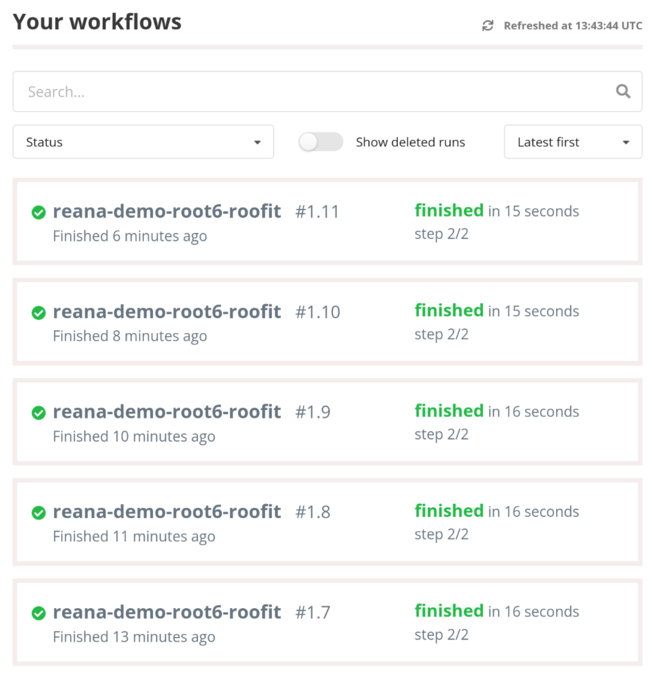 Your workflows
Refreshed at 13:43:44 UTC
Search...
Status
Show deleted runs
Latest first
reana-demo-root6-roofit #1.11
finished in 15 seconds
Finished 6 minutes ago
step 2/2
reana-demo-root6-roofit #1.10
finished in 15 seconds
Finished 8 minutes ago
step 2/2
reana-demo-root6-roofit #1.9
finished in 16 seconds
Finished 10 minutes ago
step 2/2
reana-demo-root6-roofit #1.8
finished in 16 seconds
Finished 11 minutes ago
step 2/2
reana-demo-root6-roofit #1.7
finished in 16 seconds
Finished 13 minutes ago
step 2/2